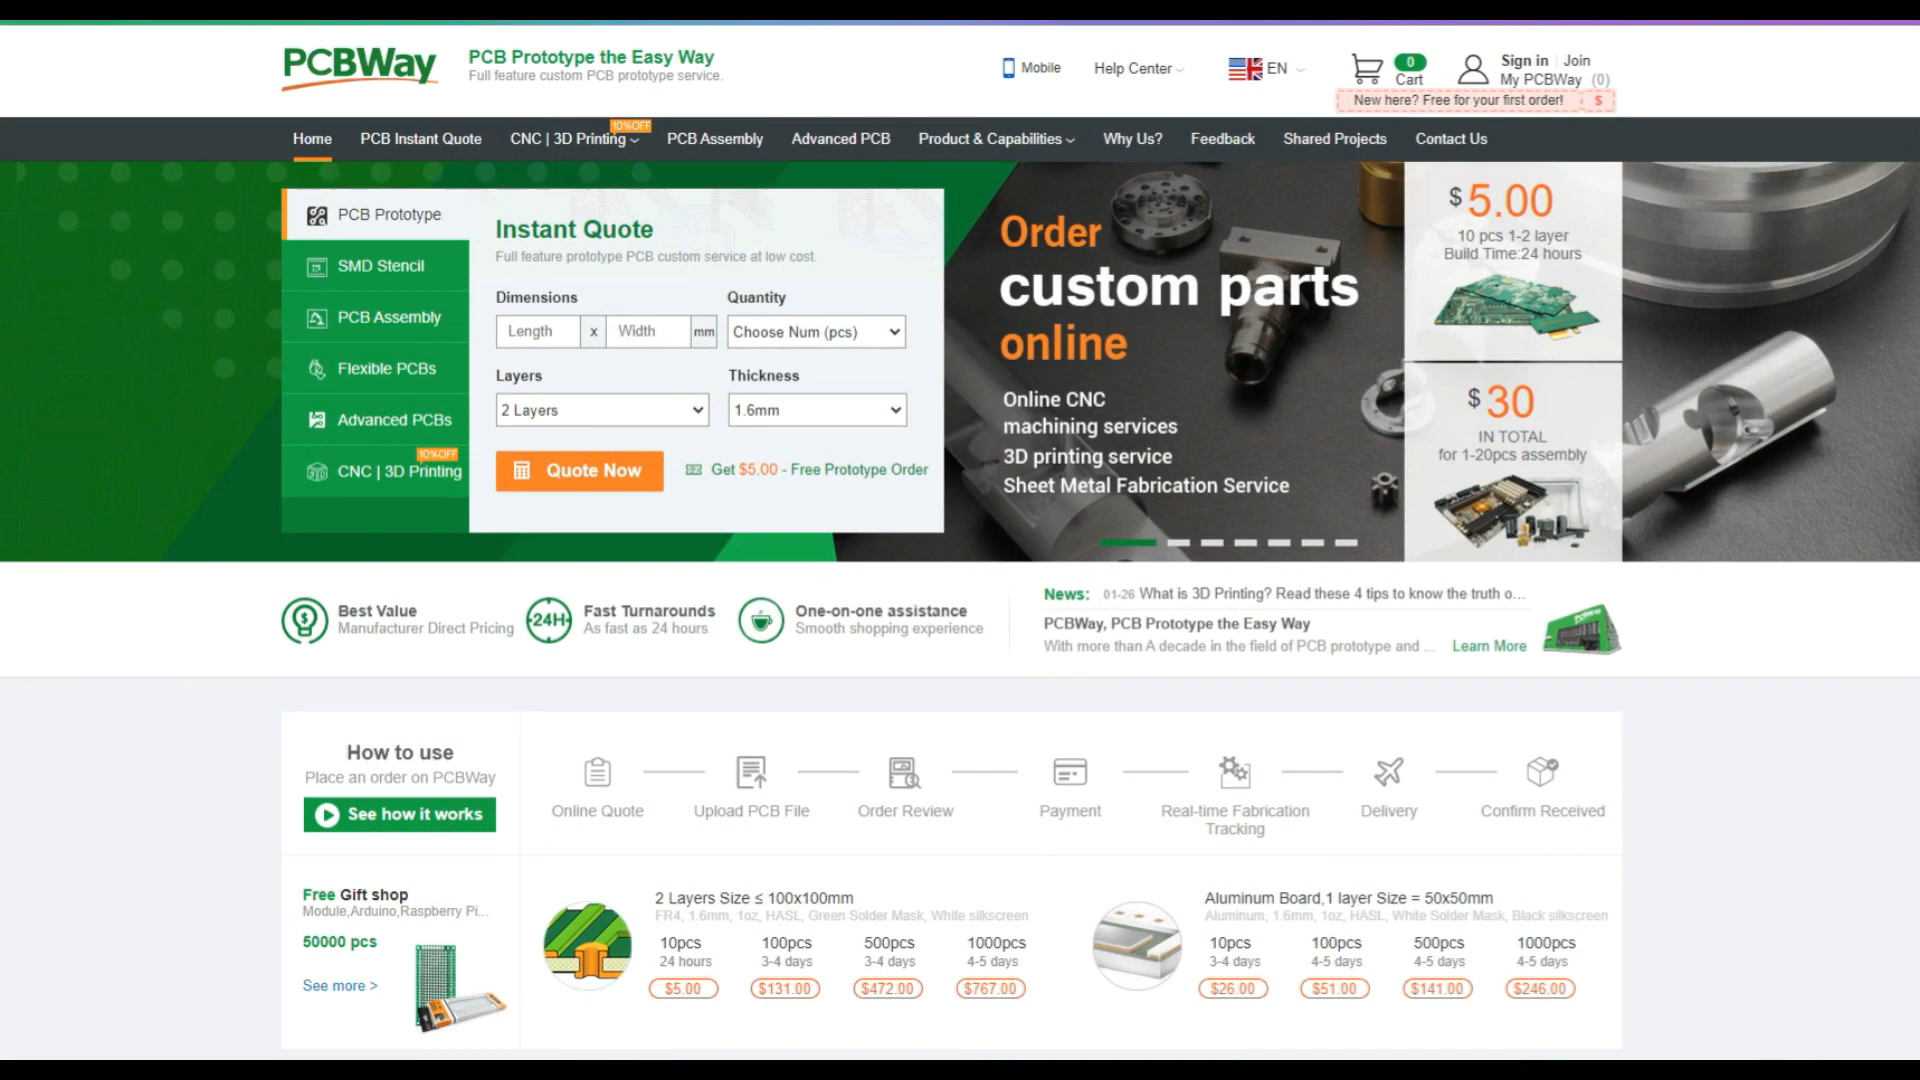 PCBWay
PCB Prototype the Easy Way
Full feature custom PCB prototype service.
Mobile
Help Center
EN
0
Cart
Sign in | Join
My PCBWay (0)
New here? Free for your first order! $
10%OFF
Home PCB Instant Quote CNC | 3D Printing PCB Assembly Advanced PCB Product & Capabilities Why Us? Feedback Shared Projects Contact Us
PCB Prototype
SMD Stencil
PCB Assembly
Flexible PCBs
Advanced PCBs
10%OFF
CNC | 3D Printing
Instant Quote
Full feature prototype PCB custom service at low cost.
Dimensions Quantity
Length x Width mm Choose Num (pcs)
Layers Thickness
2 Layers 1.6mm
Quote Now Get $5.00 - Free Prototype Order
Order
custom parts
online
Online CNC
machining services
3D printing service
Sheet Metal Fabrication Service
$ 5.00
10 pcs 1-2 layer
Build Time:24 hours
$ 30
IN TOTAL
for 1-20pcs assembly
Best Value
Manufacturer Direct Pricing
24H
Fast Turnarounds
As fast as 24 hours
One-on-one assistance
Smooth shopping experience
News: 01-26 What is 3D Printing? Read these 4 tips to know the truth o...
PCBWay, PCB Prototype the Easy Way
With more than A decade in the field of PCB prototype and ... Learn More
How to use
Place an order on PCBWay
See how it works
Online Quote
Upload PCB File
Order Review
Payment
Real-time Fabrication
Tracking
Delivery
Confirm Received
Free Gift shop
Module,Arduino,Raspberry Pi...
50000 pcs
See more >
2 Layers Size ≤ 100x100mm
FR4, 1.6mm, 1oz, HASL, Green Solder Mask, White silkscreen
10pcs 100pcs 500pcs 1000pcs
24 hours 3-4 days 3-4 days 4-5 days
$5.00 $131.00 $472.00 $767.00
Aluminum Board,1 layer Size = 50x50mm
Aluminum, 1.6mm, 1oz, HASL, White Solder Mask, Black silkscreen
10pcs 100pcs 500pcs 1000pcs
3-4 days 4-5 days 4-5 days 4-5 days
$26.00 $51.00 $141.00 $246.00